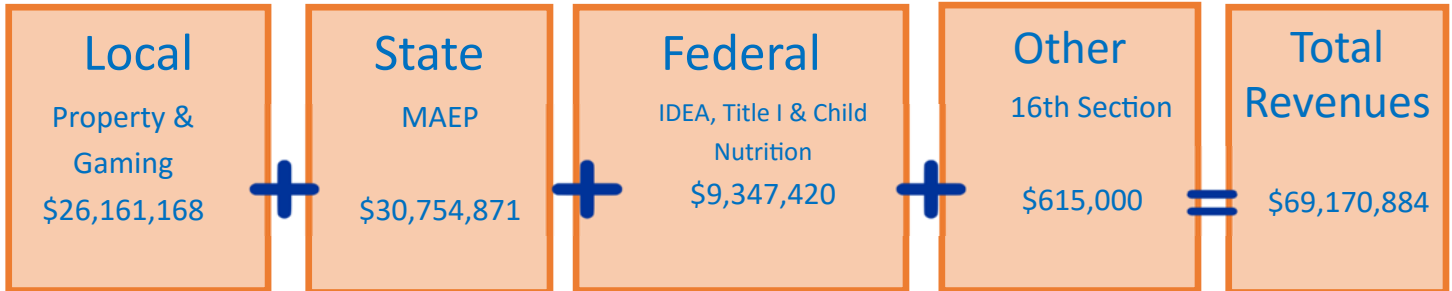 Local
Property &
Gaming
$26,161,168
+
State
MAEP
$30,754,871
+
Federal
IDEA, Title I & Child
Nutrition
$9,347,420
+
Other
16th Section
$615,000
=
Total
Revenues
$69,170,884